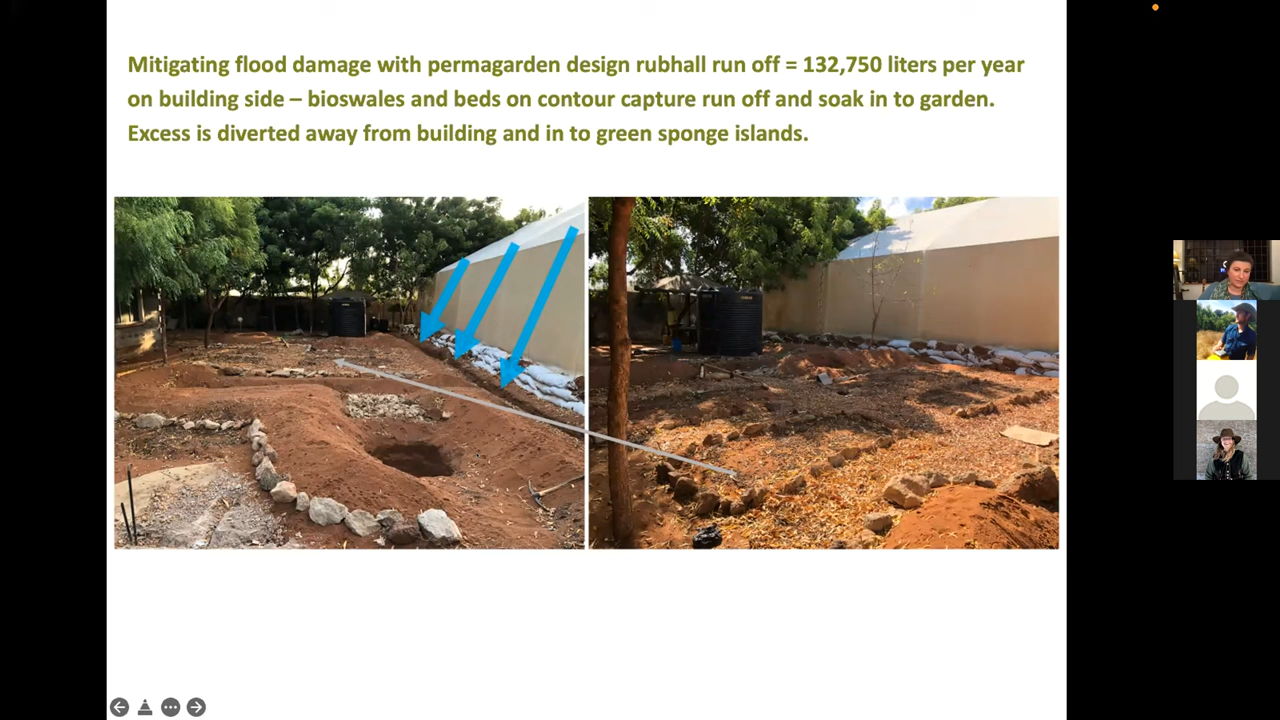 Mitigating flood damage with permagarden design rubhall run off = 132,750 liters per year
on building side – bioswales and beds on contour capture run off and soak in to garden.
Excess is diverted away from building and in to green sponge islands.